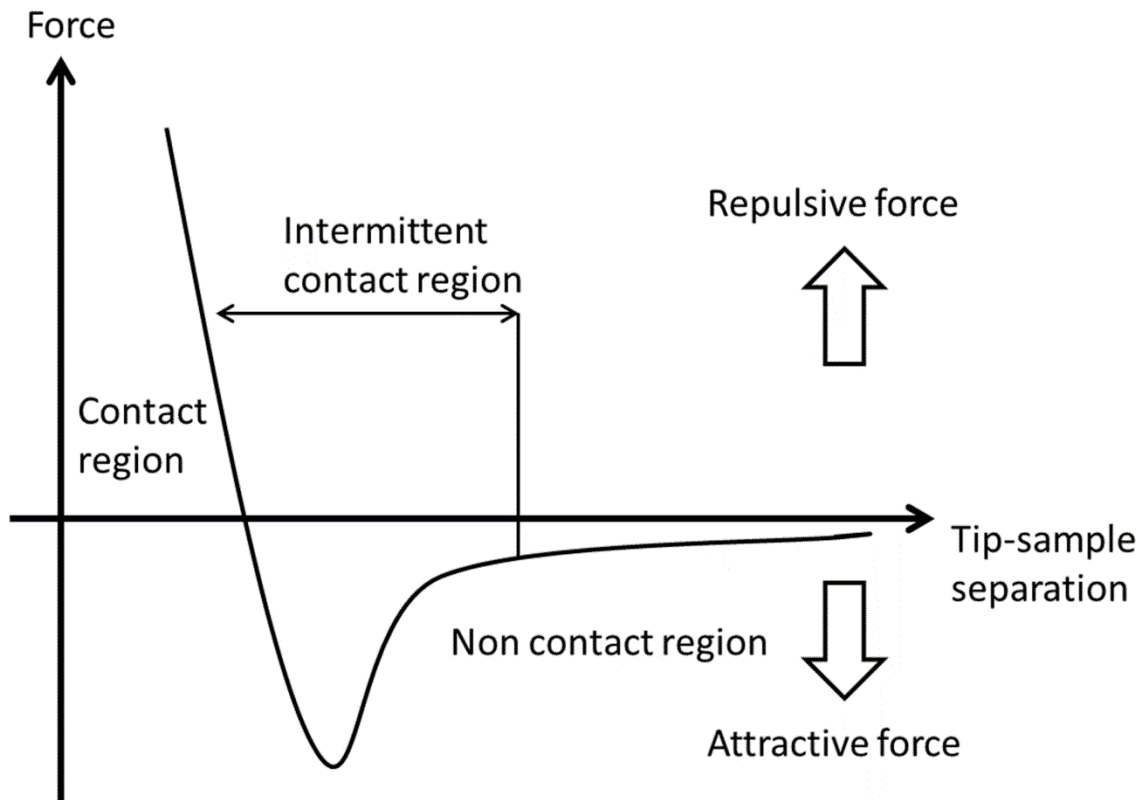 Force
Repulsive force
Intermittent
contact region
Contact
region
Tip-sample
separation
Non contact region
Attractive force